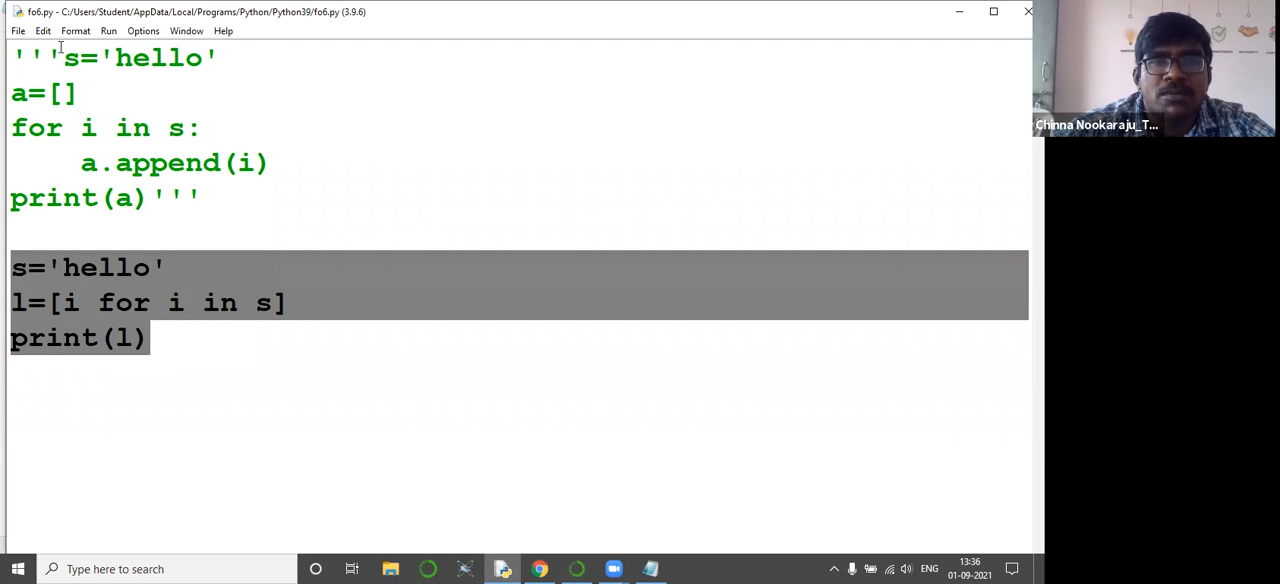 fo6.py - C:/Users/Student/AppData/Local/Programs/Python/Python39/fo6.py (3.9.6)
File Edit Format Run Options Window Help
'''s='hello'
a=[]
for i in s:
    a.append(i)
print(a)'''
s='hello'
l=[i for i in s]
print(l)
Chinna Nookaraju_T...
Type here to search
ENG
13:36
01-09-2021